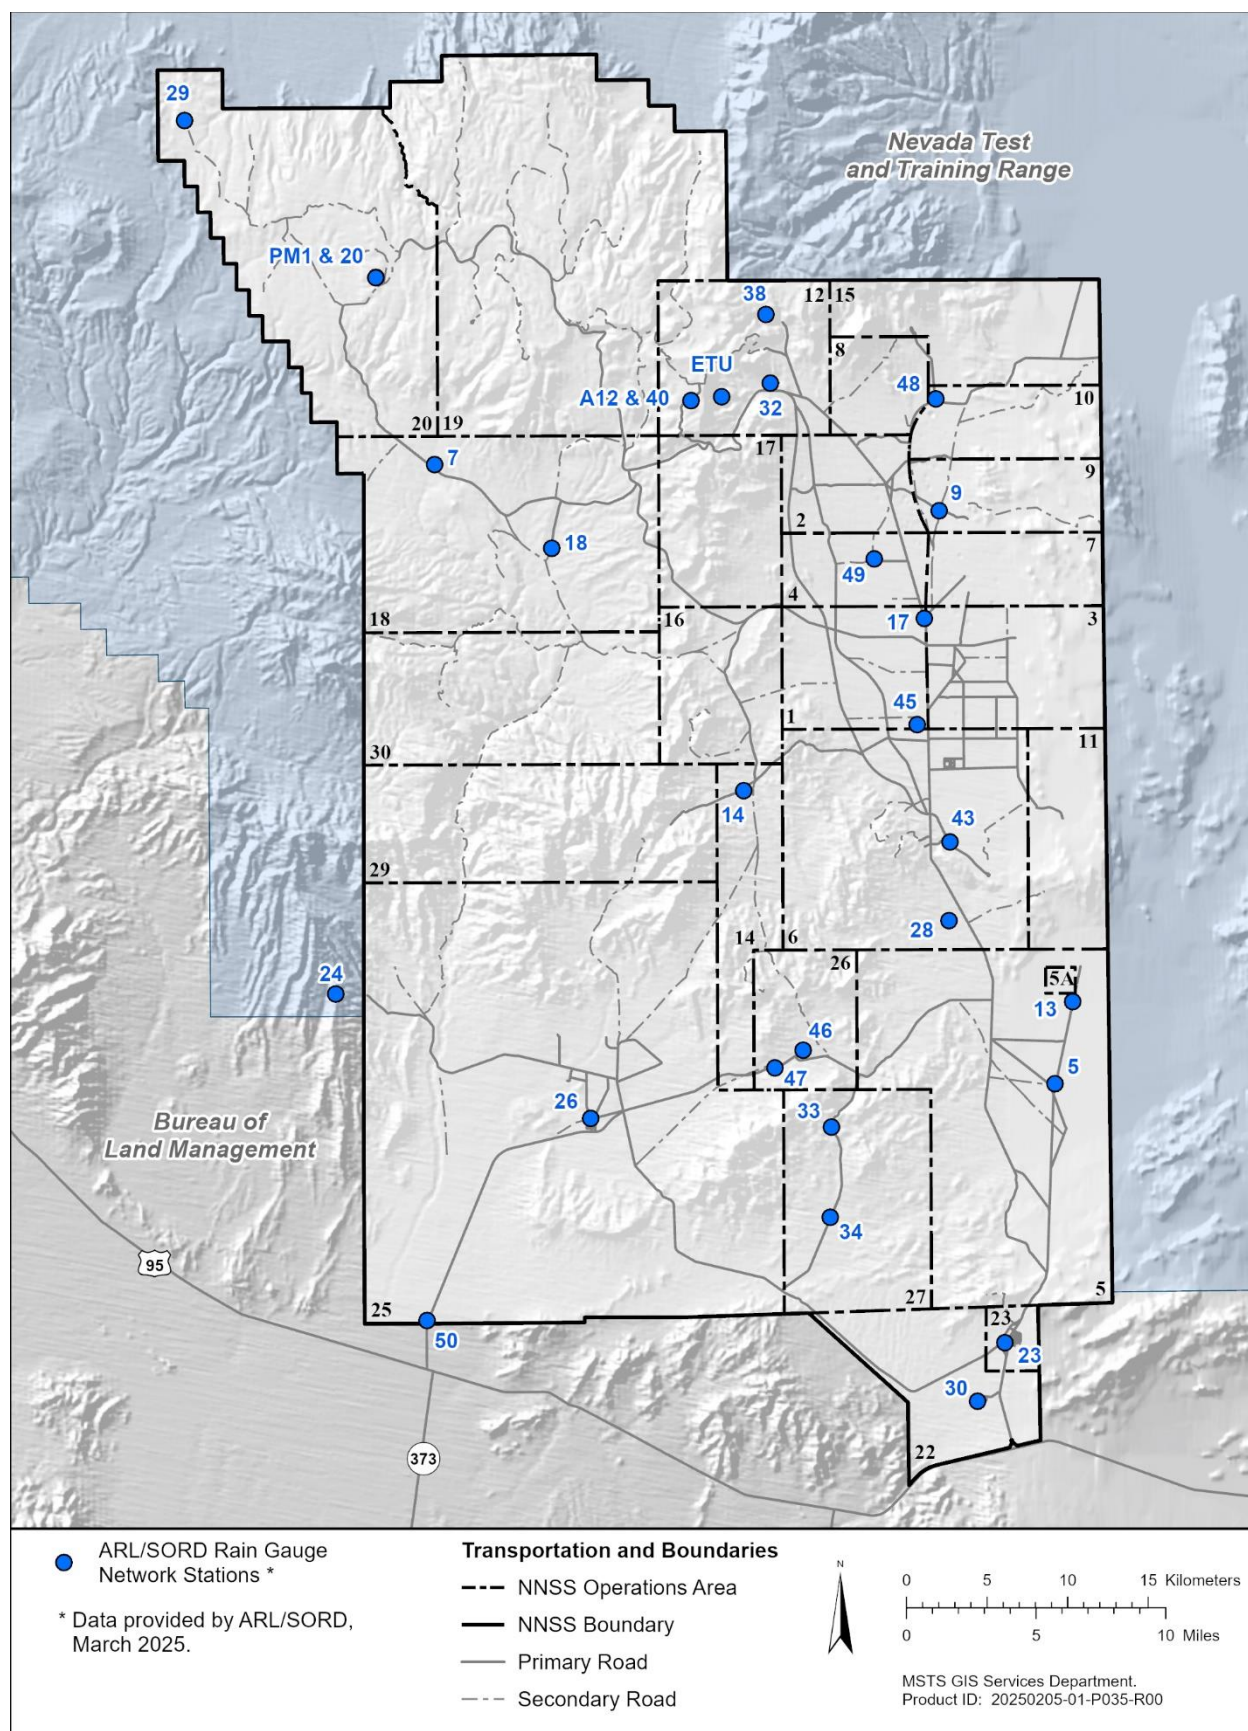 29
Nevada Test
and Training Range
PM1 & 20
38
12
15
8
ETU
48
A12 & 40
32
10
20
19
17
7
9
9
2
18
49
7
4
17
18
16
3
45
1
11
30
14
43
29
28
14
6
26
24
5A
13
46
5
47
26
33
Bureau of
Land Management
34
95
25
27
5
50
23
23
30
22
373
ARL/SORD Rain Gauge
Network Stations *
* Data provided by ARL/SORD,
March 2025.
Transportation and Boundaries
NNSS Operations Area
NNSS Boundary
Primary Road
Secondary Road
N
0 5 10 15 Kilometers
0 5 10 Miles
MSTS GIS Services Department.
Product ID: 20250205-01-P035-R00